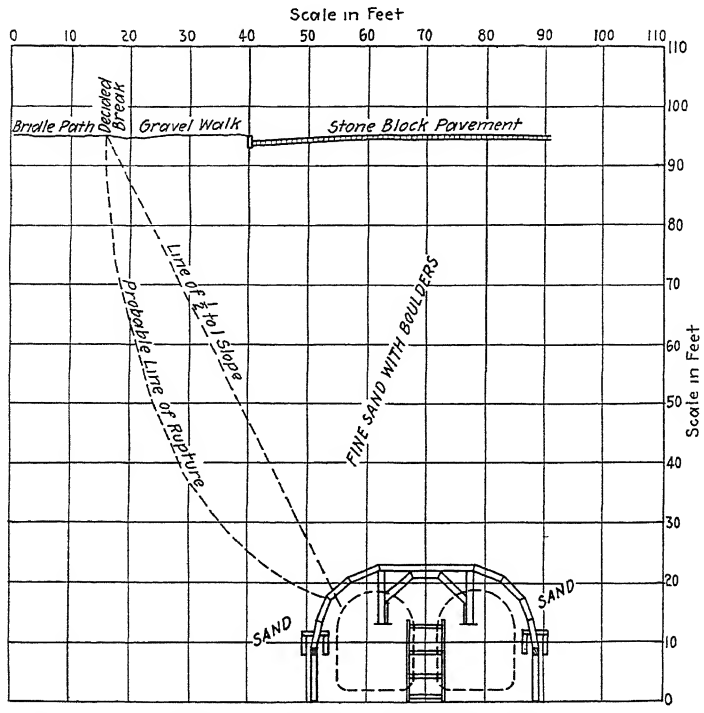 Scale in Feet
0 10 20 30 40 50 60 70 80 90 100 110
110
Decided
Break
100
Bridle Path
Gravel Walk
Stone Block Pavement
90
80
Line of ½ to 1 Slope
Probable Line of Rupture
FINE SAND WITH BOULDERS
70
60
Scale in Feet
50
40
30
20
SAND
SAND
10
0